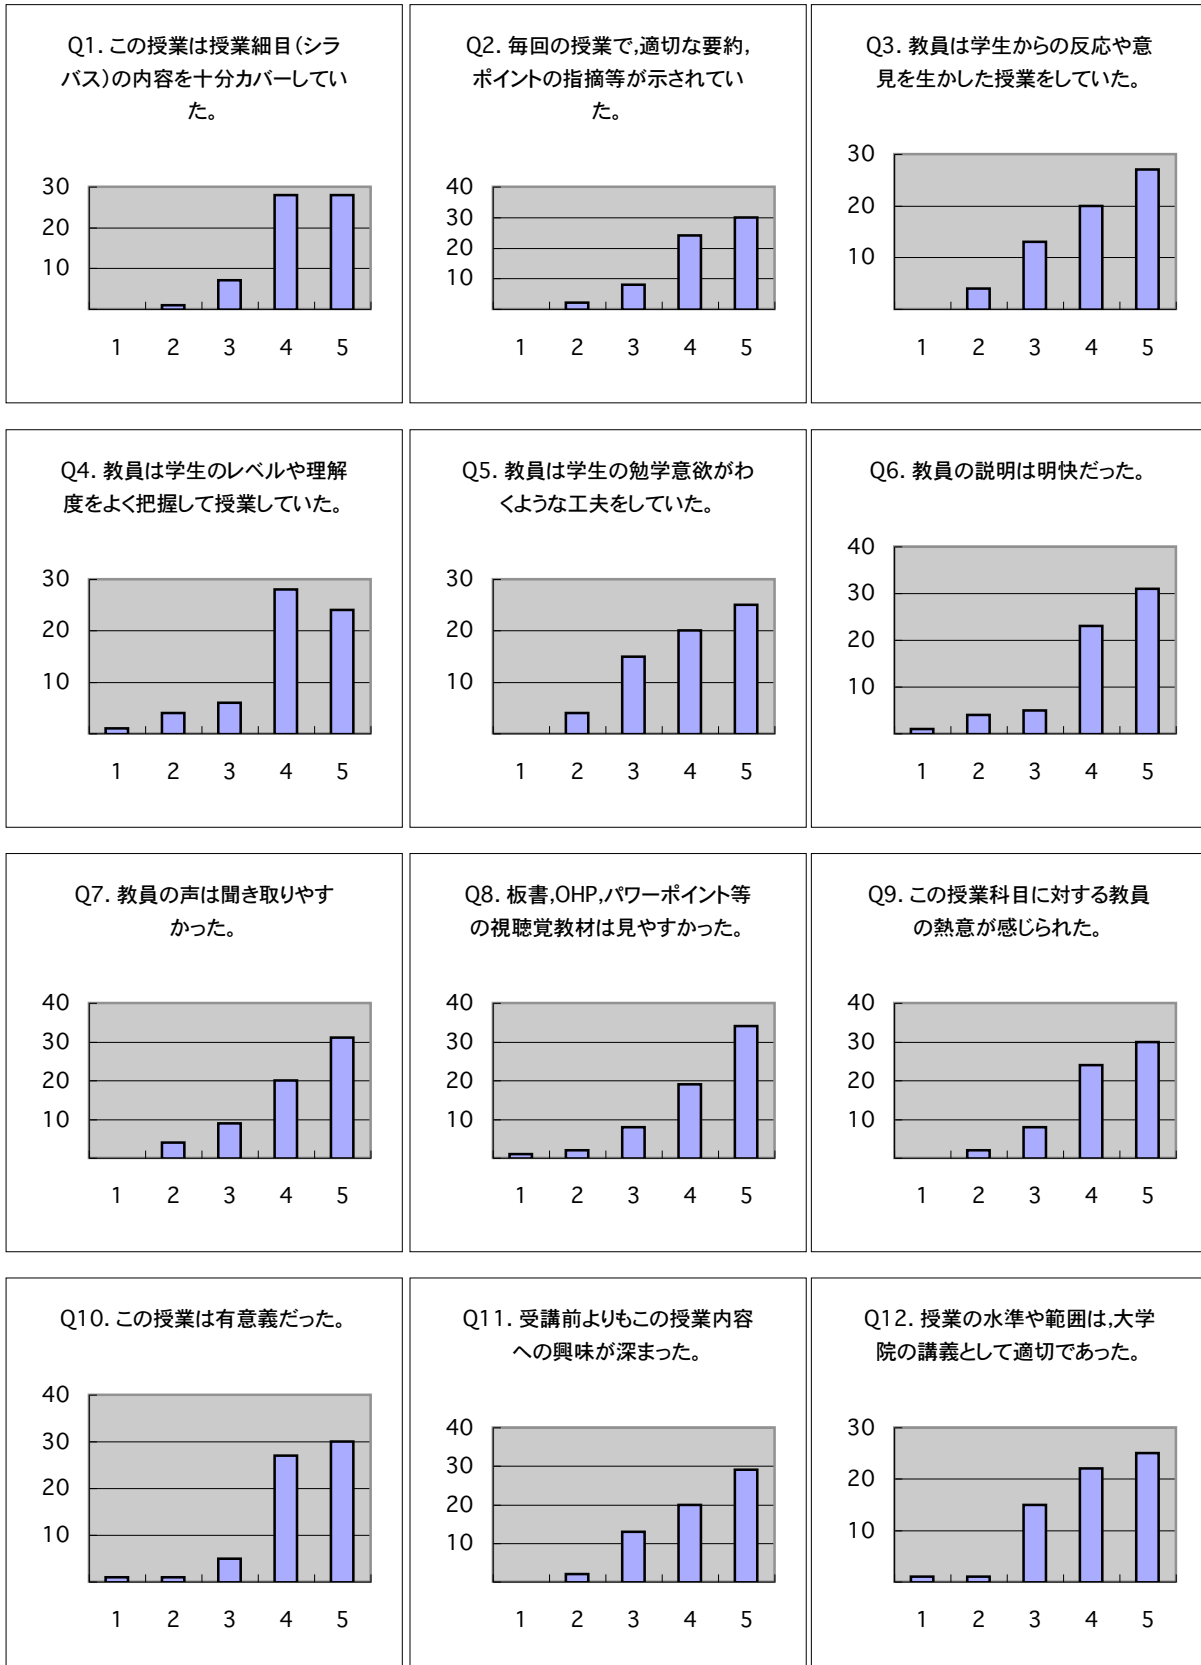 Q1. この授業は授業細目(シラ
バス)の内容を十分カバーしてい
た。
30
20
10
1 2 3 4 5
Q2. 毎回の授業で,適切な要約,
ポイントの指摘等が示されてい
た。
40
30
20
10
1 2 3 4 5
Q3. 教員は学生からの反応や意
見を生かした授業をしていた。
30
20
10
1 2 3 4 5
Q4. 教員は学生のレベルや理解
度をよく把握して授業していた。
30
20
10
1 2 3 4 5
Q5. 教員は学生の勉学意欲がわ
くような工夫をしていた。
30
20
10
1 2 3 4 5
Q6. 教員の説明は明快だった。
40
30
20
10
1 2 3 4 5
Q7. 教員の声は聞き取りやす
かった。
40
30
20
10
1 2 3 4 5
Q8. 板書,OHP,パワーポイント等
の視聴覚教材は見やすかった。
40
30
20
10
1 2 3 4 5
Q9. この授業科目に対する教員
の熱意が感じられた。
40
30
20
10
1 2 3 4 5
Q10. この授業は有意義だった。
40
30
20
10
1 2 3 4 5
Q11. 受講前よりもこの授業内容
への興味が深まった。
40
30
20
10
1 2 3 4 5
Q12. 授業の水準や範囲は,大学
院の講義として適切であった。
30
20
10
1 2 3 4 5